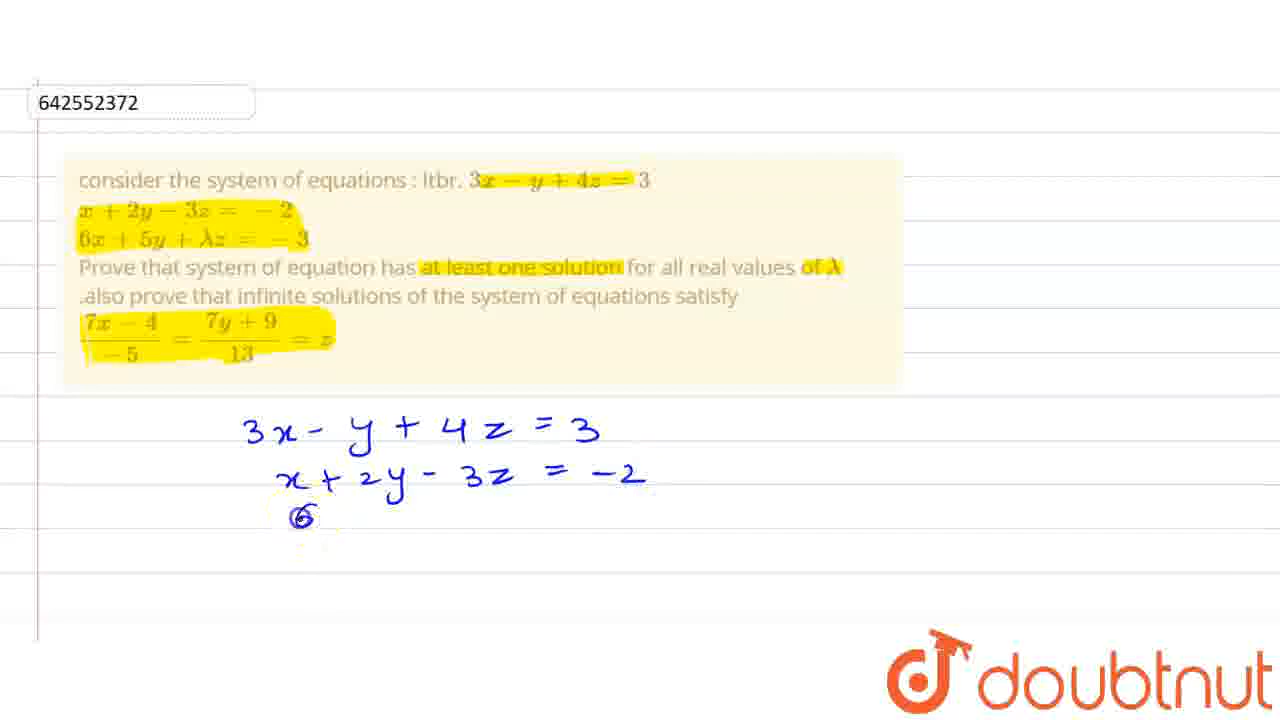 642552372
consider the system of equations : ltbr. 3x − y + 4z = 3
x + 2y − 3z = − 2
6x + 5y + λz = − 3
Prove that system of equation has at least one solution for all real values of λ
.also prove that infinite solutions of the system of equations satisfy
(7x − 4)/(− 5) = (7y + 9)/13 = z
3x - y + 4z = 3
x + 2y - 3z = -2
6
doubtnut